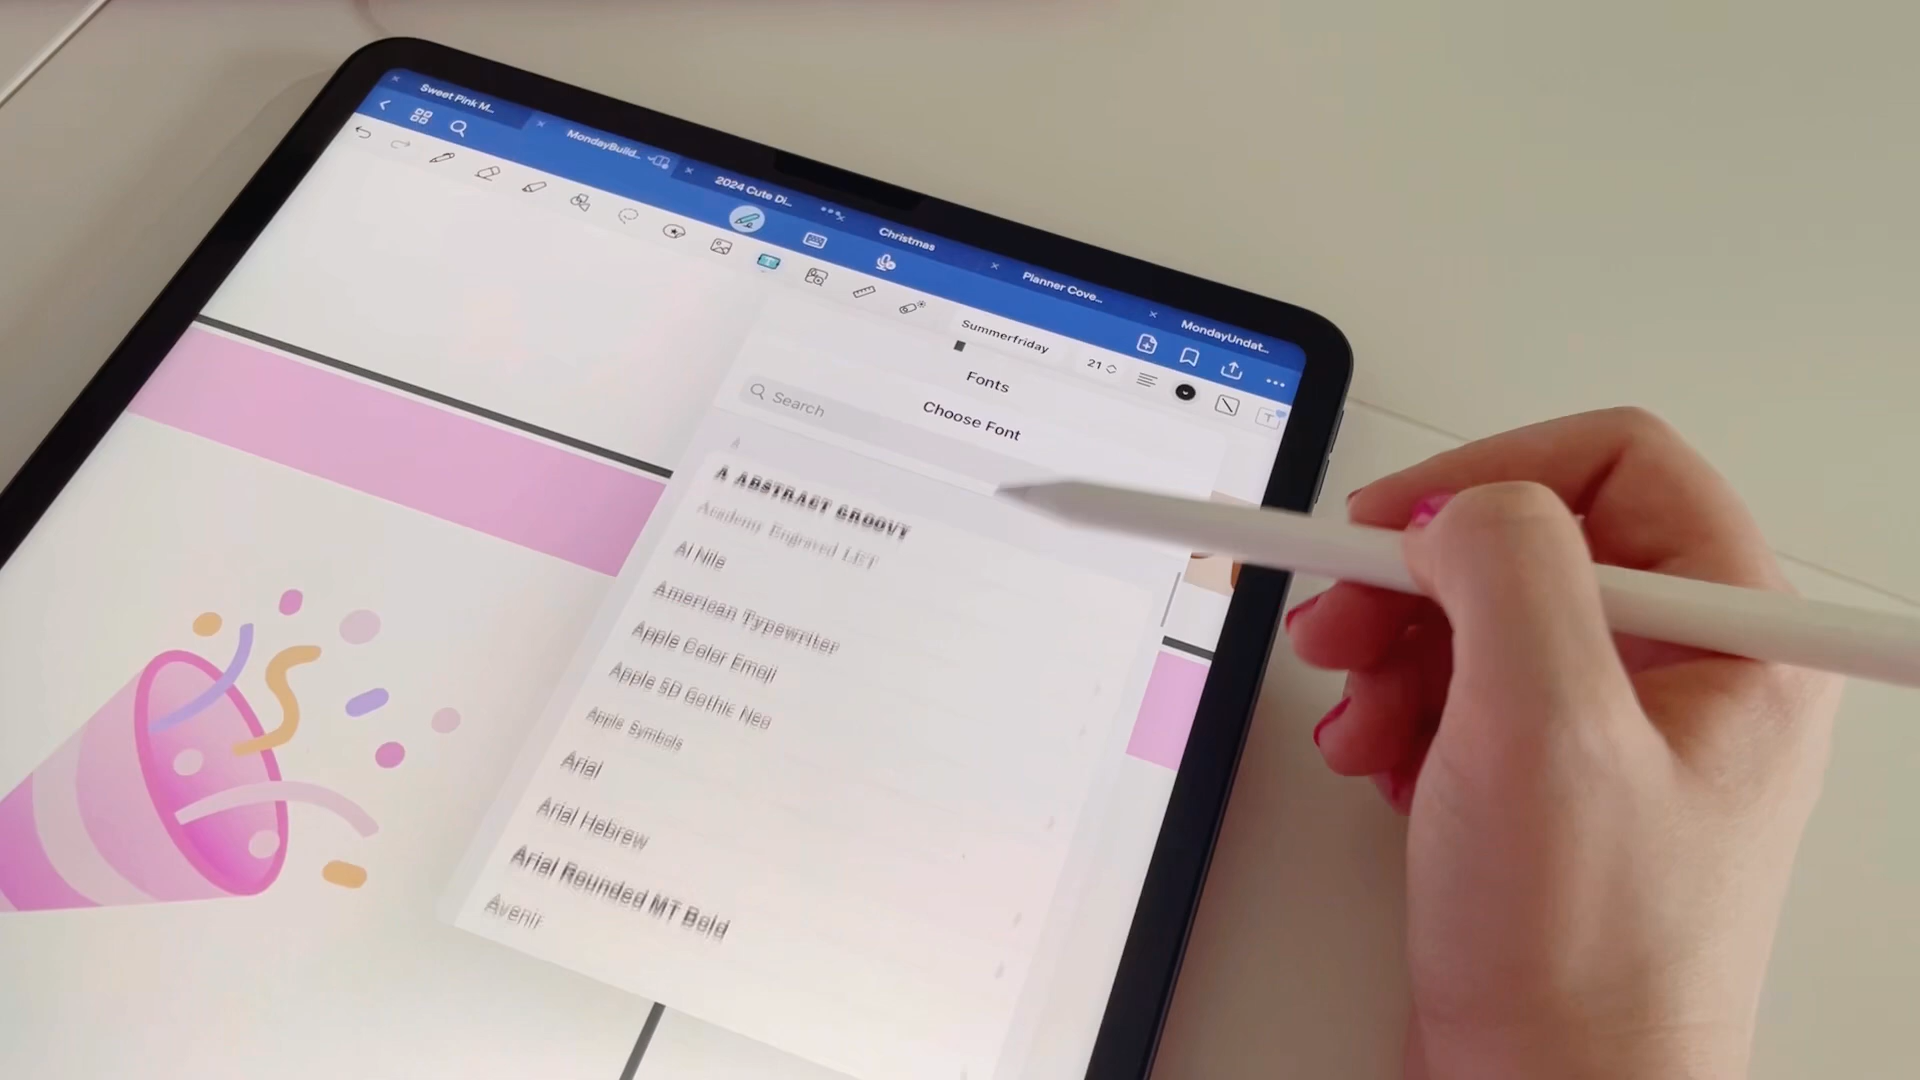 Sweet Pink M...
MondayBuild...
2024 Cute Di...
Christmas
Planner Cove...
MondayUndat...
Summerfriday
21
Fonts
Choose Font
Search
A
A ABSTRACT GROOVY
Academy Engraved LET
Al Nile
American Typewriter
Apple Color Emoji
Apple SD Gothic Neo
Apple Symbols
Arial
Arial Hebrew
Arial Rounded MT Bold
Avenir